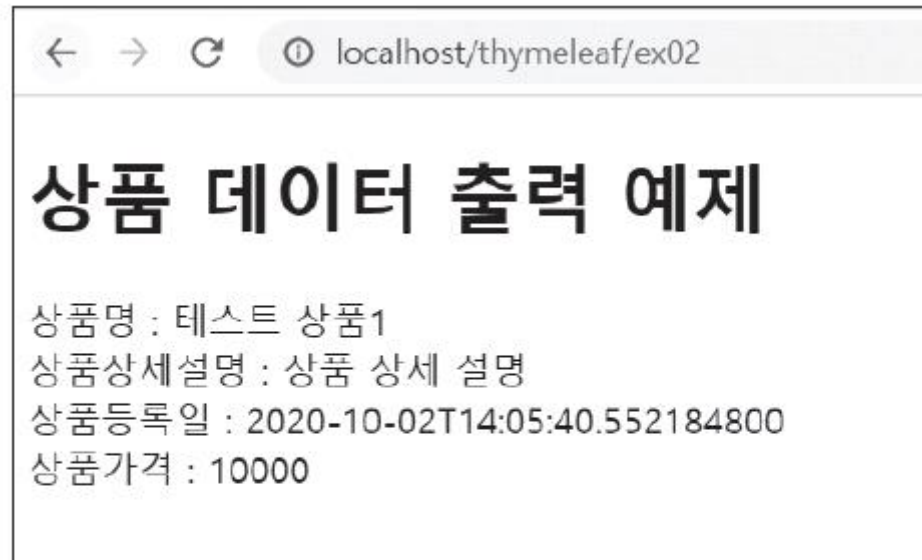 localhost/thymeleaf/ex02
상품 데이터 출력 예제
상품명 : 테스트 상품1
상품상세설명 : 상품 상세 설명
상품등록일 : 2020-10-02T14:05:40.552184800
상품가격 : 10000